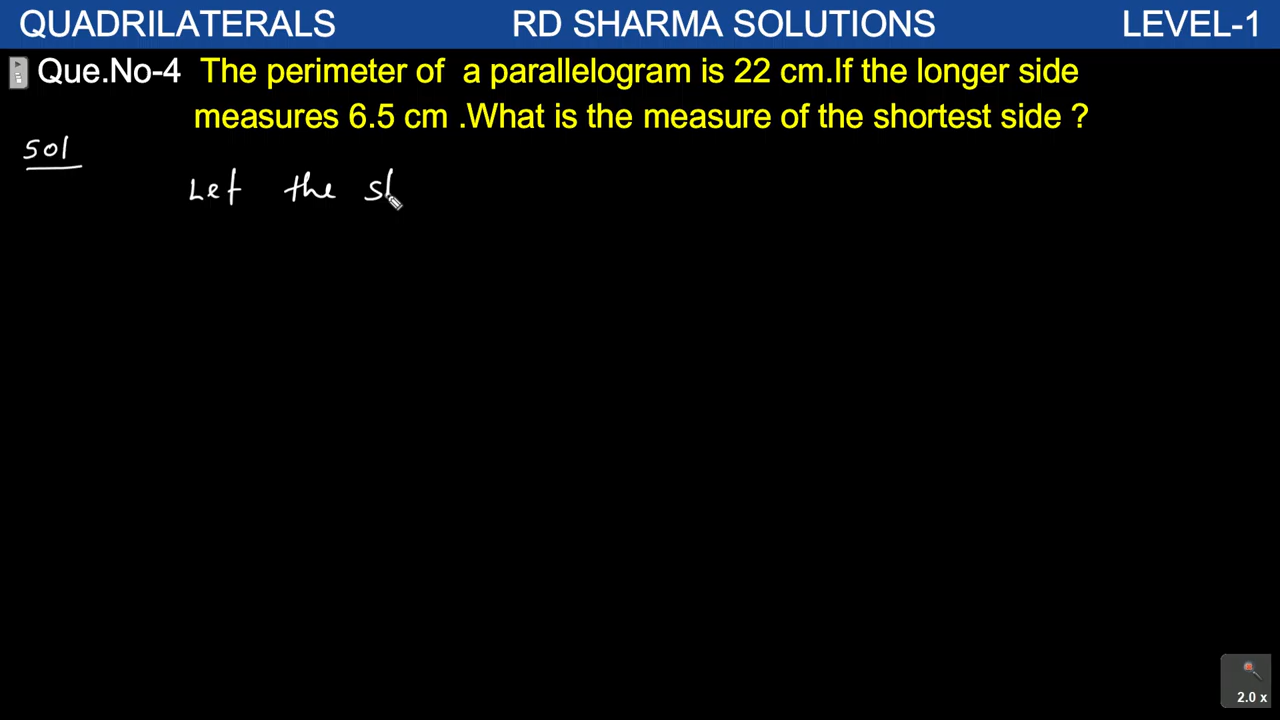 QUADRILATERALS RD SHARMA SOLUTIONS LEVEL-1
Que.No-4 The perimeter of a parallelogram is 22 cm.If the longer side
measures 6.5 cm .What is the measure of the shortest side ?
Sol
Let the sh
2.0 x